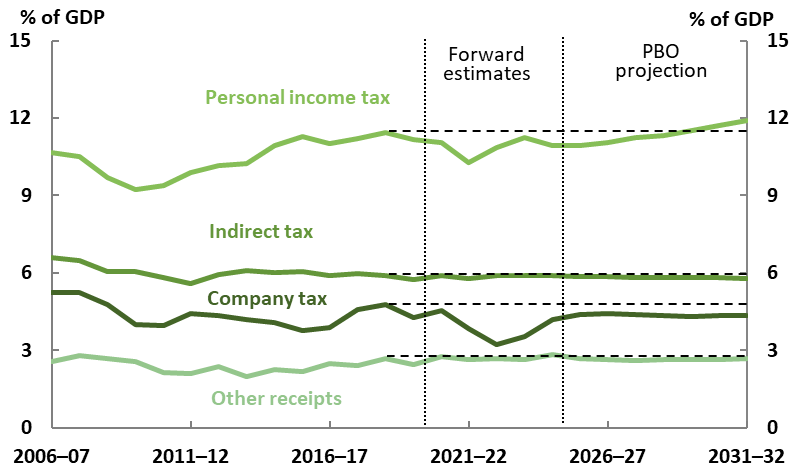 % of GDP
% of GDP
15
15
Forward
estimates
PBO
projection
Personal income tax
12
12
9
9
Indirect tax
6
6
Company tax
3
3
Other receipts
0
0
2006–07
2011–12
2016–17
2021–22
2026–27
2031–32